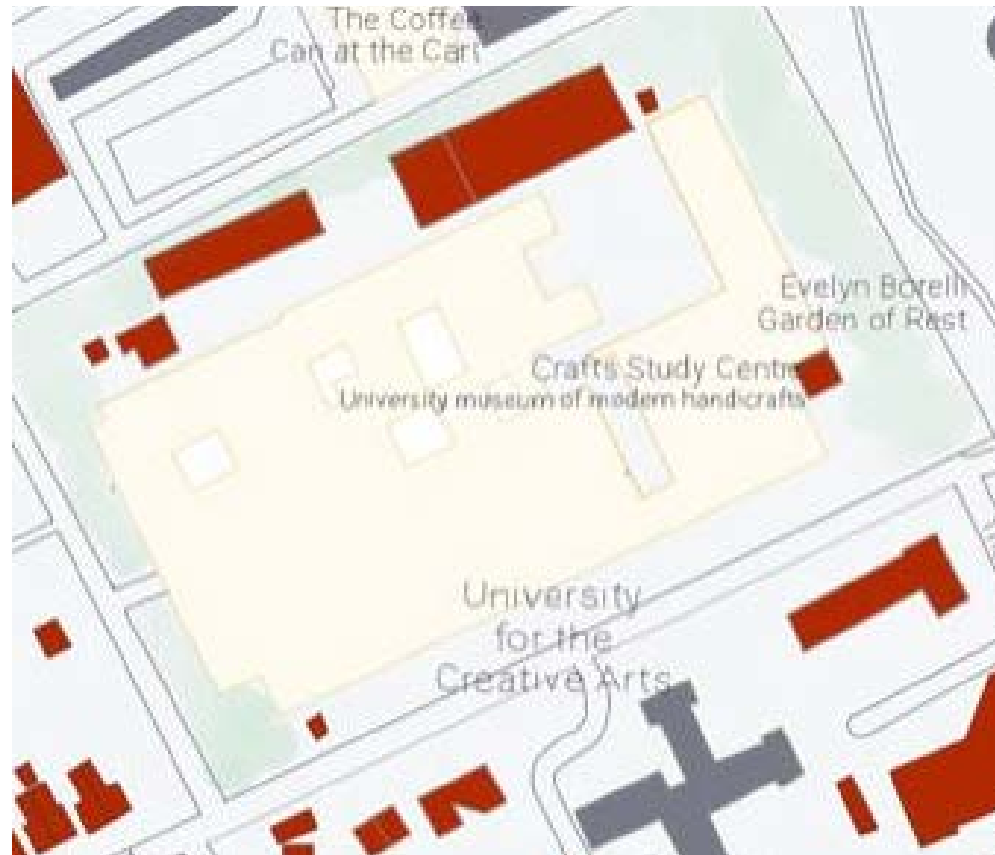 The Coffee
Can at the Carl
Evelyn Borelli
Garden of Rest
Crafts Study Centre
University museum of modern handicrafts
University
for the
Creative Arts